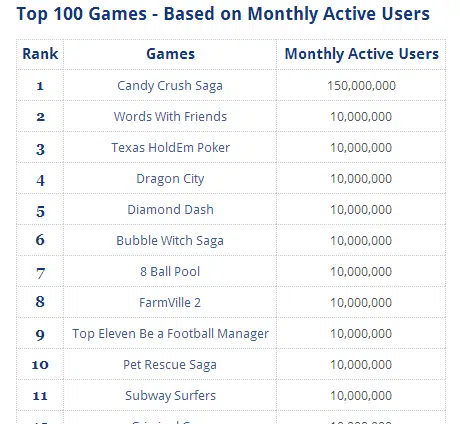 Top 100 Games - Based on Monthly Active Users
Rank Games Monthly Active Users
1 Candy Crush Saga 150,000,000
2 Words With Friends 10,000,000
3 Texas HoldEm Poker 10,000,000
4 Dragon City 10,000,000
5 Diamond Dash 10,000,000
6 Bubble Witch Saga 10,000,000
7 8 Ball Pool 10,000,000
8 FarmVille 2 10,000,000
9 Top Eleven Be a Football Manager 10,000,000
10 Pet Rescue Saga 10,000,000
11 Subway Surfers 10,000,000